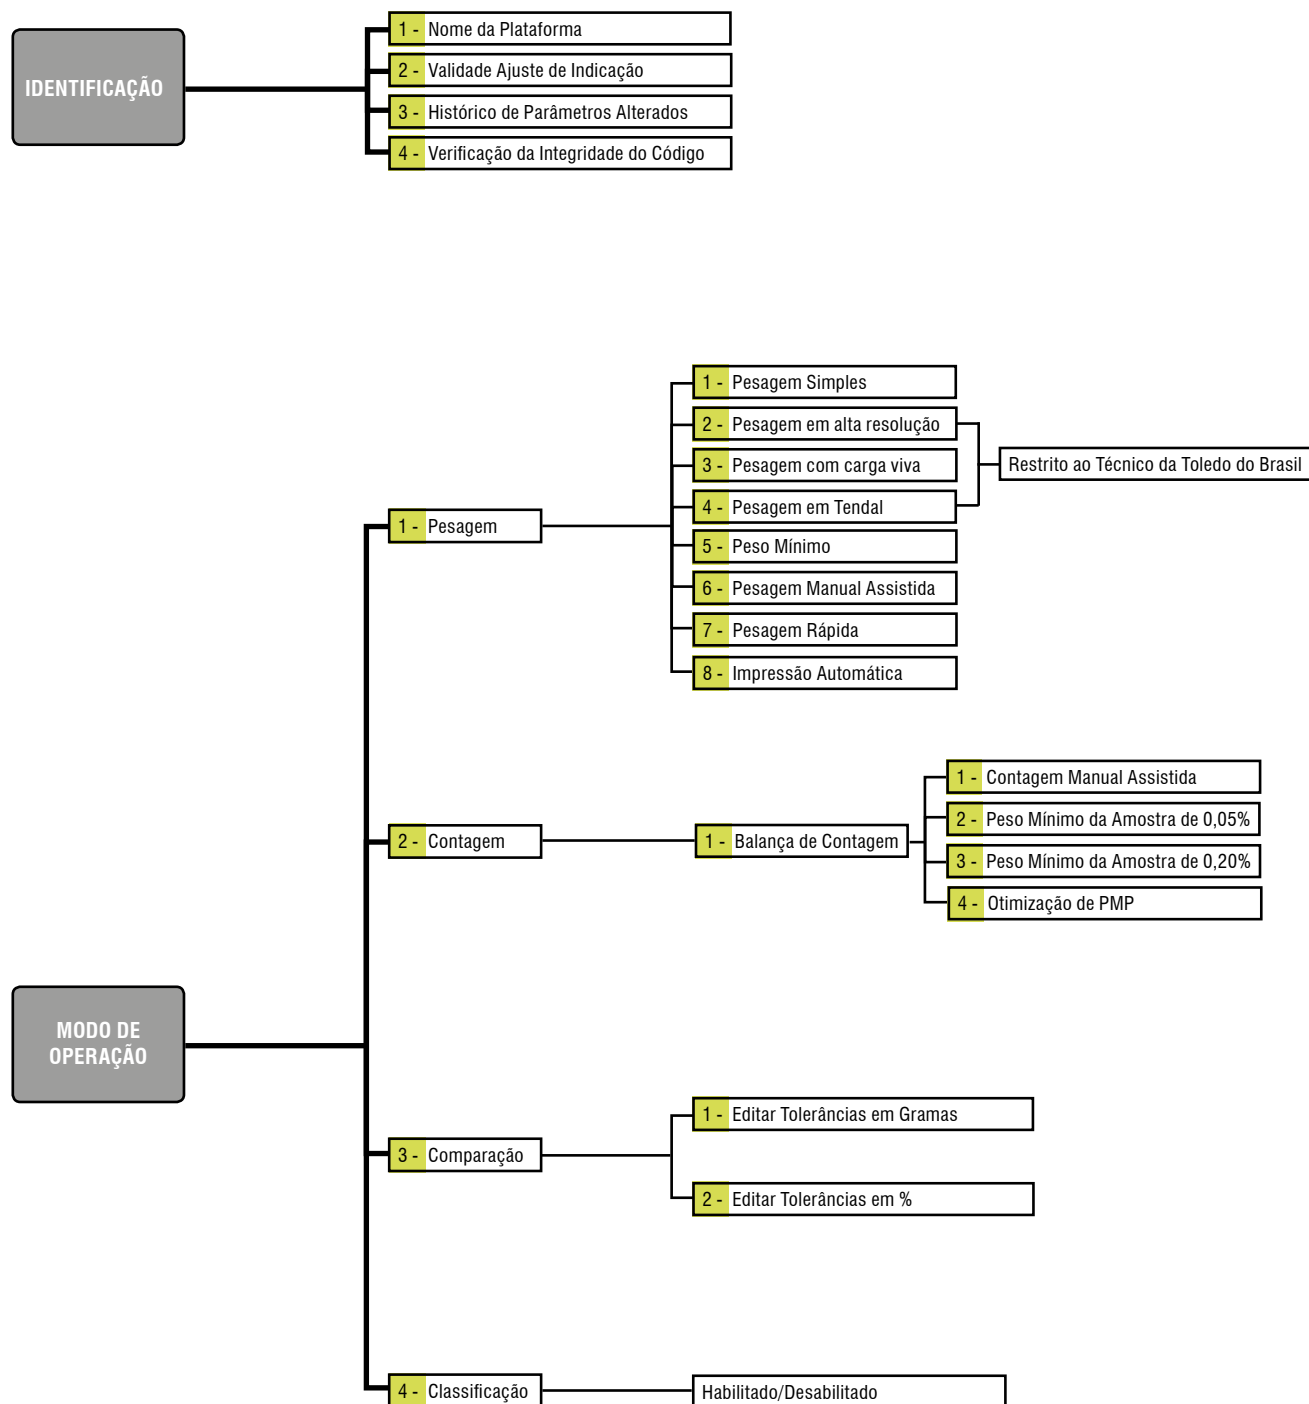 IDENTIFICAÇÃO
1 - Nome da Plataforma
2 - Validade Ajuste de Indicação
3 - Histórico de Parâmetros Alterados
4 - Verificação da Integridade do Código
MODO DE
OPERAÇÃO
1 - Pesagem
1 - Pesagem Simples
2 - Pesagem em alta resolução
3 - Pesagem com carga viva
4 - Pesagem em Tendal
Restrito ao Técnico da Toledo do Brasil
5 - Peso Mínimo
6 - Pesagem Manual Assistida
7 - Pesagem Rápida
8 - Impressão Automática
2 - Contagem
1 - Balança de Contagem
1 - Contagem Manual Assistida
2 - Peso Mínimo da Amostra de 0,05%
3 - Peso Mínimo da Amostra de 0,20%
4 - Otimização de PMP
3 - Comparação
1 - Editar Tolerâncias em Gramas
2 - Editar Tolerâncias em %
4 - Classificação
Habilitado/Desabilitado